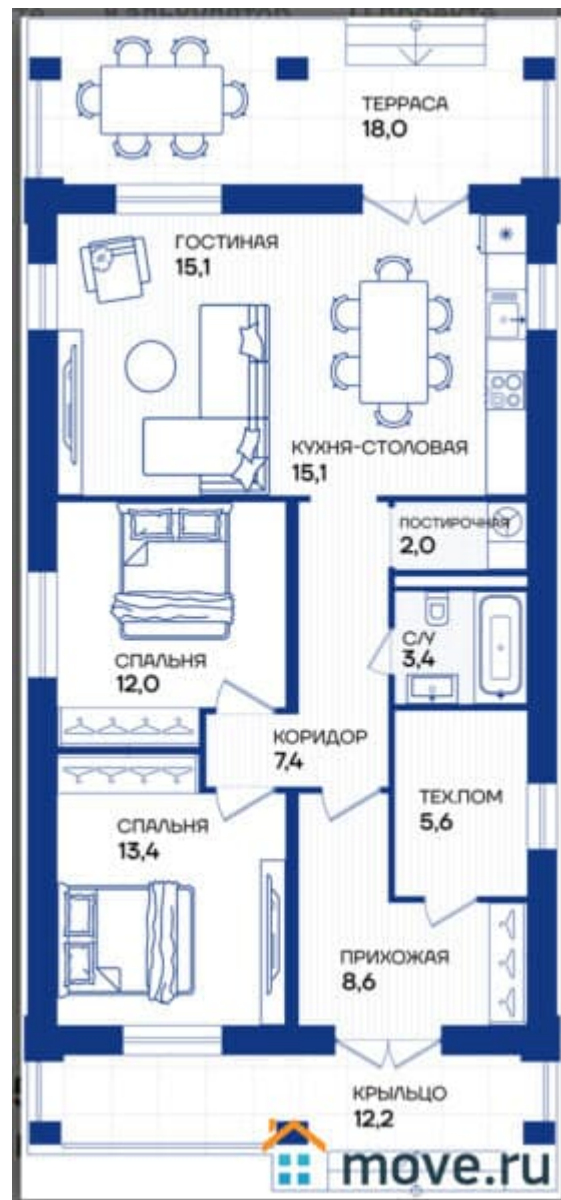 ТЕРРАСА
18,0
ГОСТИНАЯ
15,1
КУХНЯ-СТОЛОВАЯ
15,1
ПОСТИРОЧНАЯ
2,0
С/У
3,4
СПАЛЬНЯ
12,0
КОРИДОР
7,4
ТЕХ.ПОМ
5,6
СПАЛЬНЯ
13,4
ПРИХОЖАЯ
8,6
КРЫЛЬЦО
12,2
move.ru